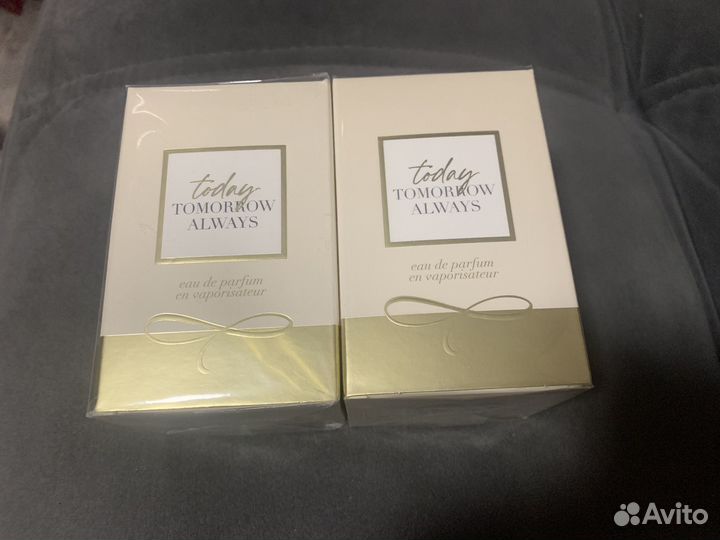 today
TOMORROW
ALWAYS
eau de parfum
en vaporisateur
today
TOMORROW
ALWAYS
eau de parfum
en vaporisateur
Avito